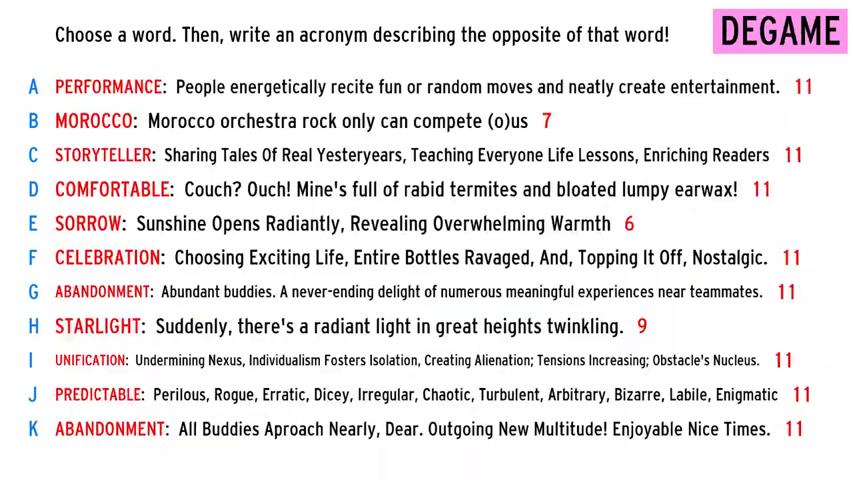 Choose a word. Then, write an acronym describing the opposite of that word!
DEGAME
A PERFORMANCE: People energetically recite fun or random moves and neatly create entertainment. 11
B MOROCCO: Morocco orchestra rock only can compete (o)us 7
C STORYTELLER: Sharing Tales Of Real Yesteryears, Teaching Everyone Life Lessons, Enriching Readers 11
D COMFORTABLE: Couch? Ouch! Mine's full of rabid termites and bloated lumpy earwax! 11
E SORROW: Sunshine Opens Radiantly, Revealing Overwhelming Warmth 6
F CELEBRATION: Choosing Exciting Life, Entire Bottles Ravaged, And, Topping It Off, Nostalgic. 11
G ABANDONMENT: Abundant buddies. A never-ending delight of numerous meaningful experiences near teammates. 11
H STARLIGHT: Suddenly, there's a radiant light in great heights twinkling. 9
I UNIFICATION: Undermining Nexus, Individualism Fosters Isolation, Creating Alienation; Tensions Increasing; Obstacle's Nucleus. 11
J PREDICTABLE: Perilous, Rogue, Erratic, Dicey, Irregular, Chaotic, Turbulent, Arbitrary, Bizarre, Labile, Enigmatic 11
K ABANDONMENT: All Buddies Aproach Nearly, Dear. Outgoing New Multitude! Enjoyable Nice Times. 11